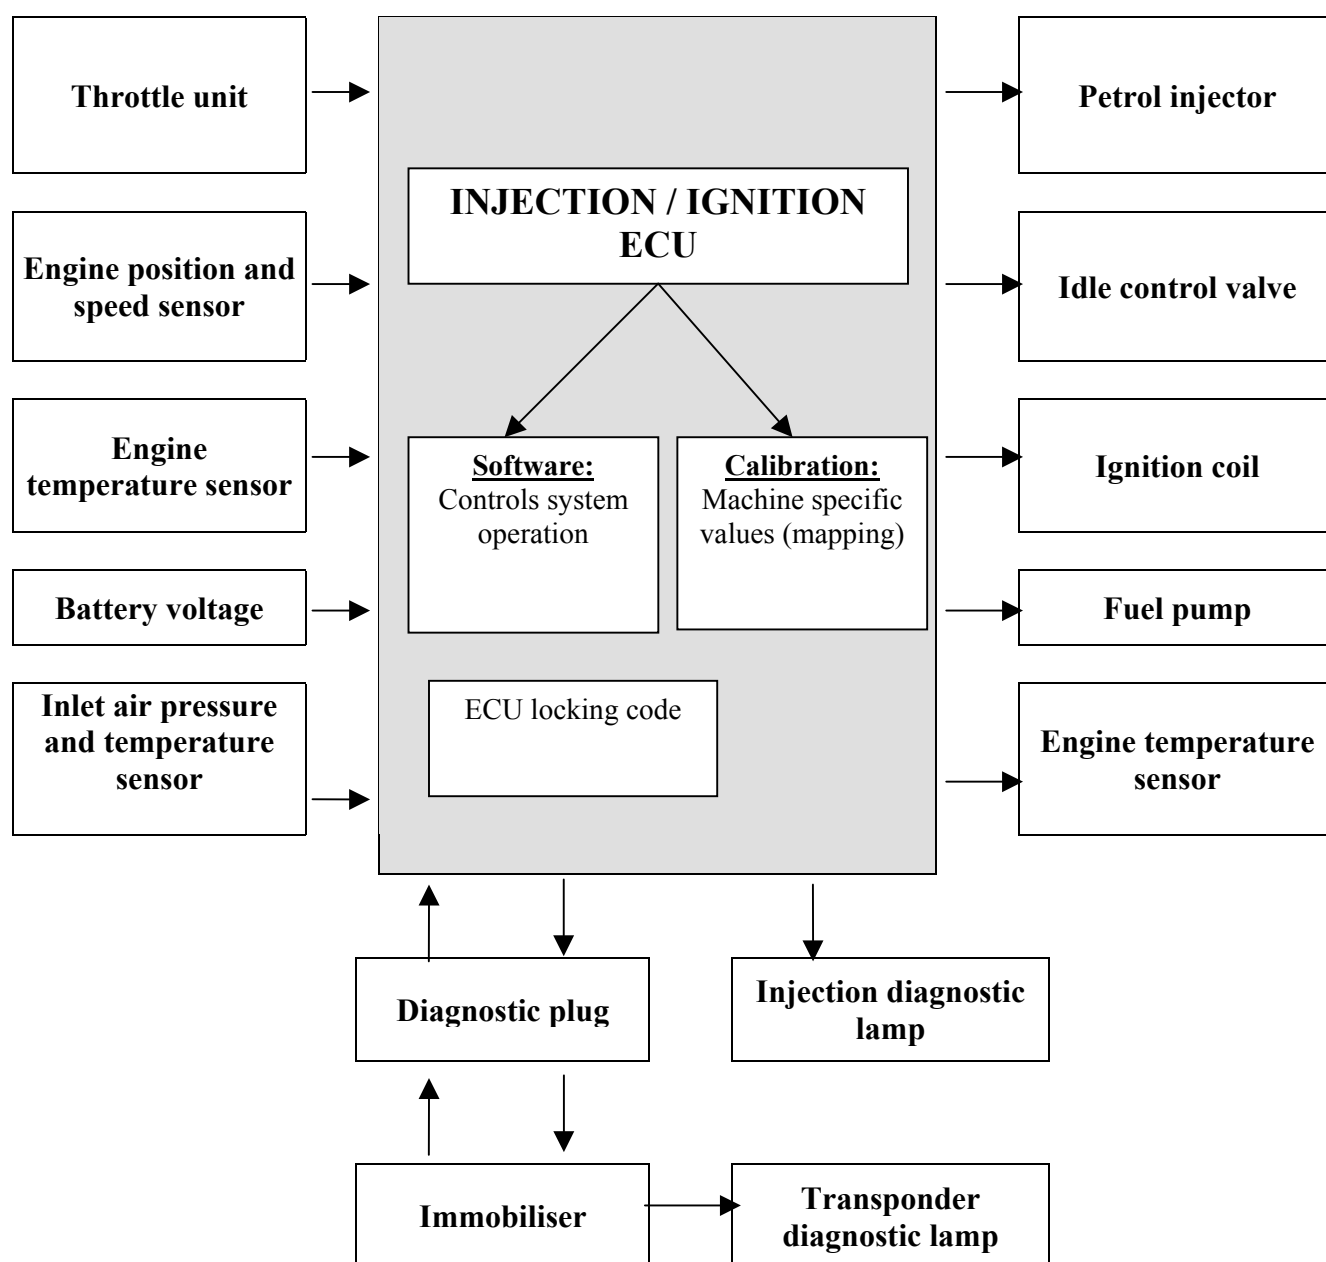 Throttle unit
Petrol injector
INJECTION / IGNITION
ECU
Engine position and
speed sensor
Idle control valve
Engine
temperature sensor
Software:
Controls system
operation
Calibration:
Machine specific
values (mapping)
Ignition coil
Battery voltage
Fuel pump
Inlet air pressure
and temperature
sensor
ECU locking code
Engine temperature
sensor
Diagnostic plug
Injection diagnostic
lamp
Immobiliser
Transponder
diagnostic lamp